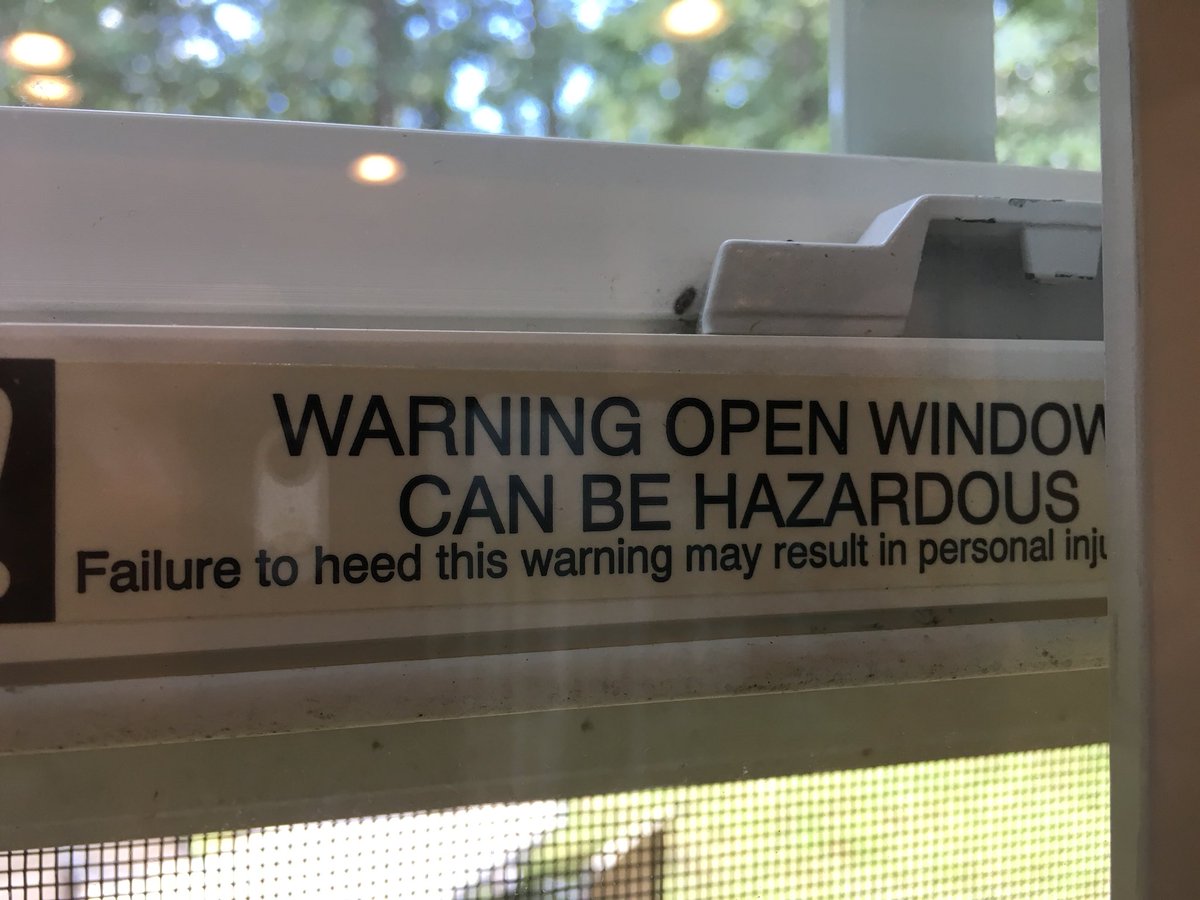 WARNING OPEN WINDOW
CAN BE HAZARDOUS
Failure to heed this warning may result in personal inju